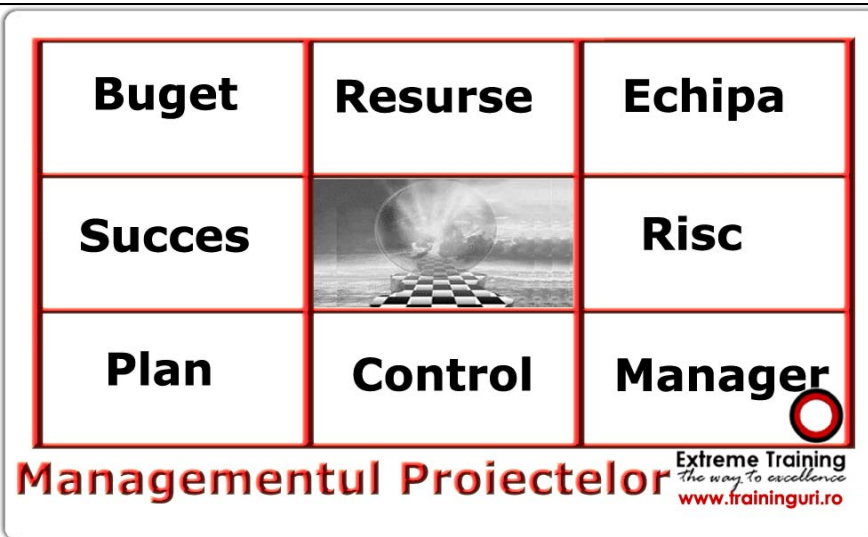 Buget Resurse Echipa
Succes Risc
Plan Control Manager
Managementul Proiectelor
Extreme Training
the way to excellence
www.traininguri.ro